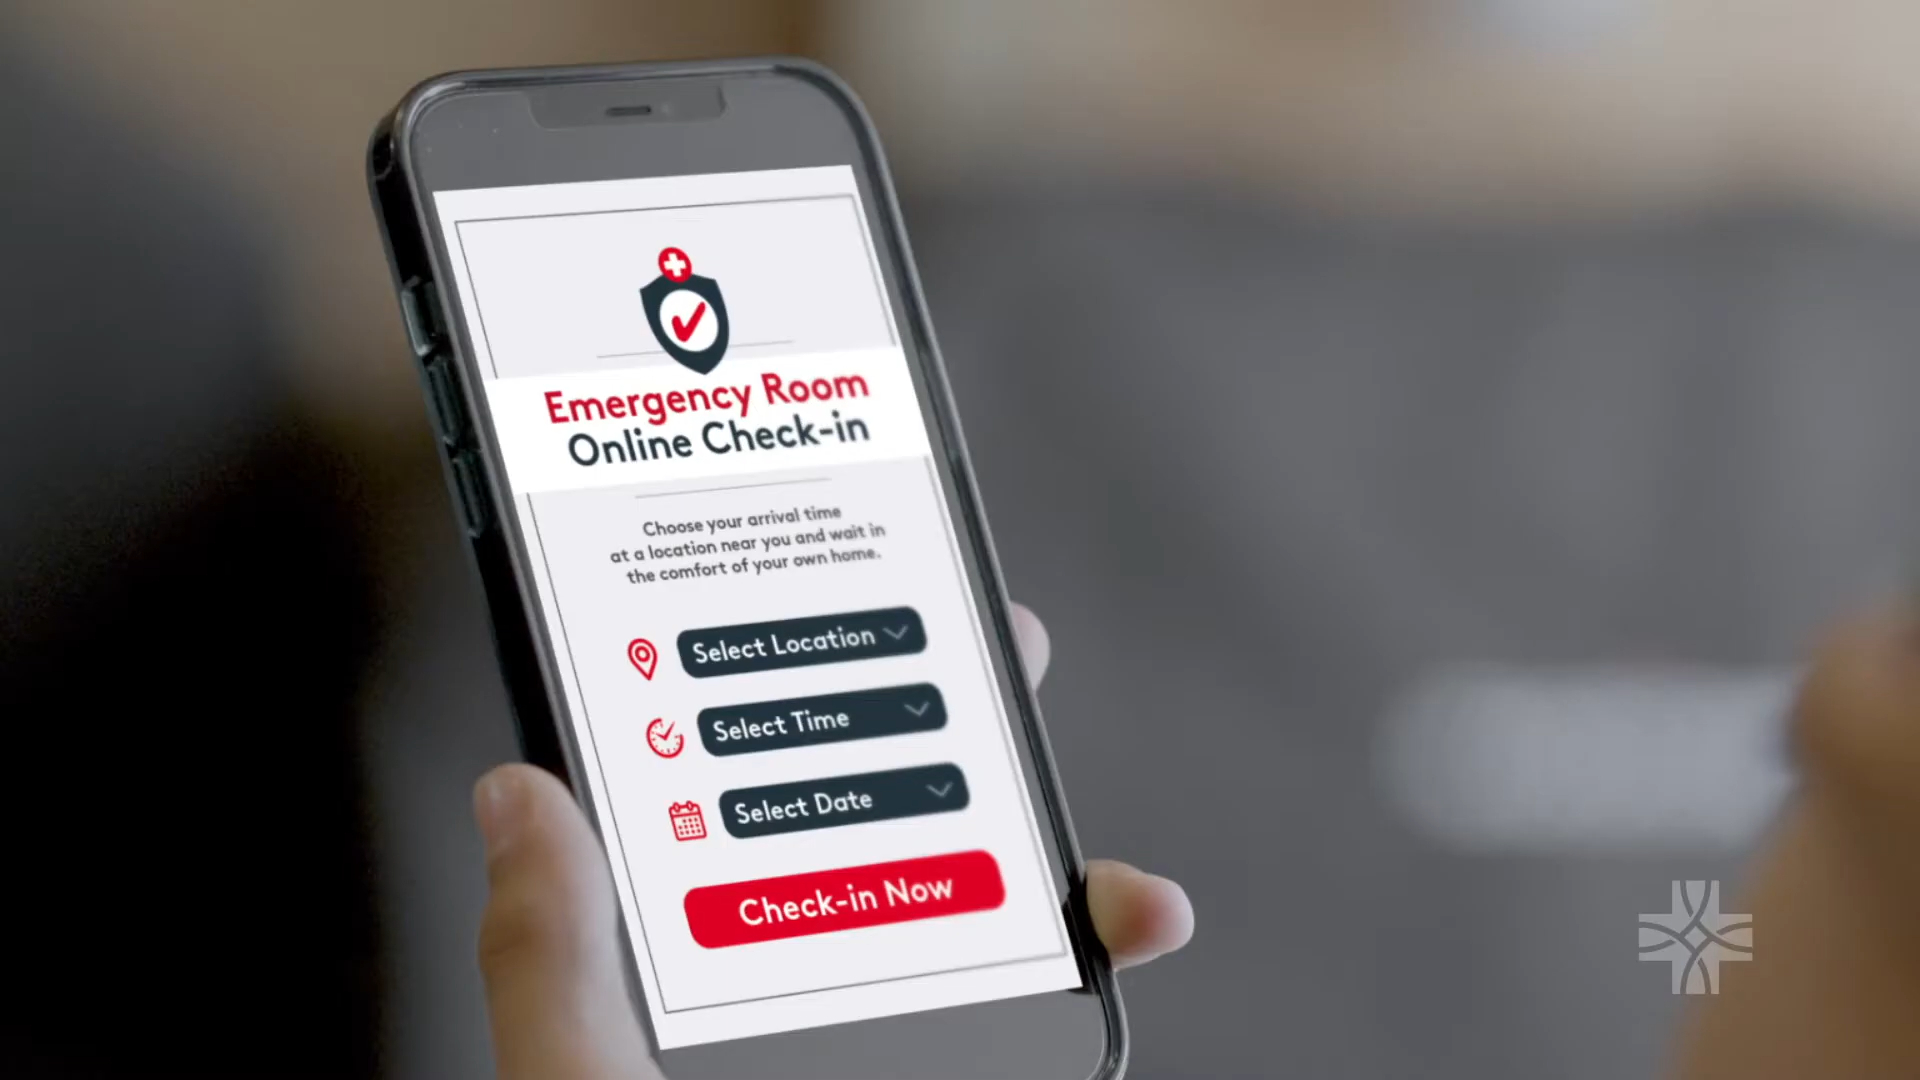 Emergency Room
Online Check-in
Choose your arrival time
at a location near you and wait in
the comfort of your own home.
Select Location
Select Time
Select Date
Check-in Now